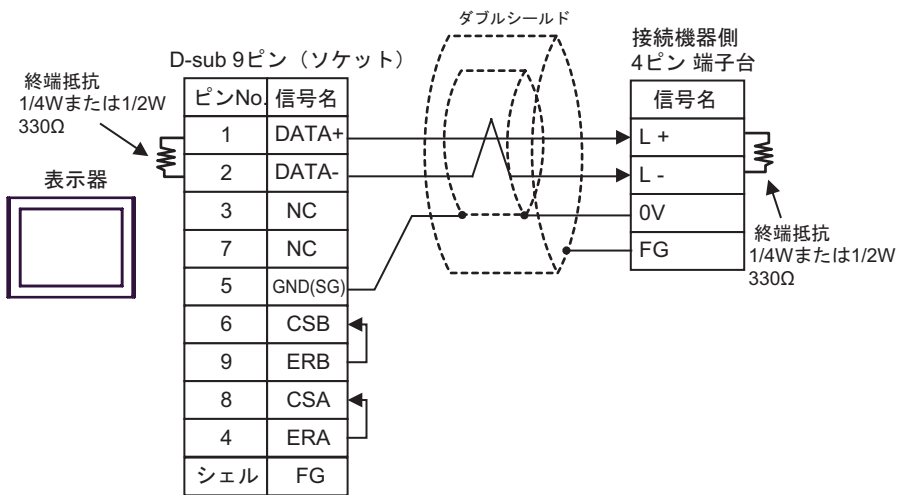 ダブルシールド
D-sub 9ピン（ソケット）
接続機器側
4ピン 端子台
終端抵抗
1/4Wまたは1/2W
330Ω
表示器
ピンNo. 信号名
1 DATA+
2 DATA-
3 NC
7 NC
5 GND(SG)
6 CSB
9 ERB
8 CSA
4 ERA
シェル FG
信号名
L +
L -
0V
FG
終端抵抗
1/4Wまたは1/2W
330Ω